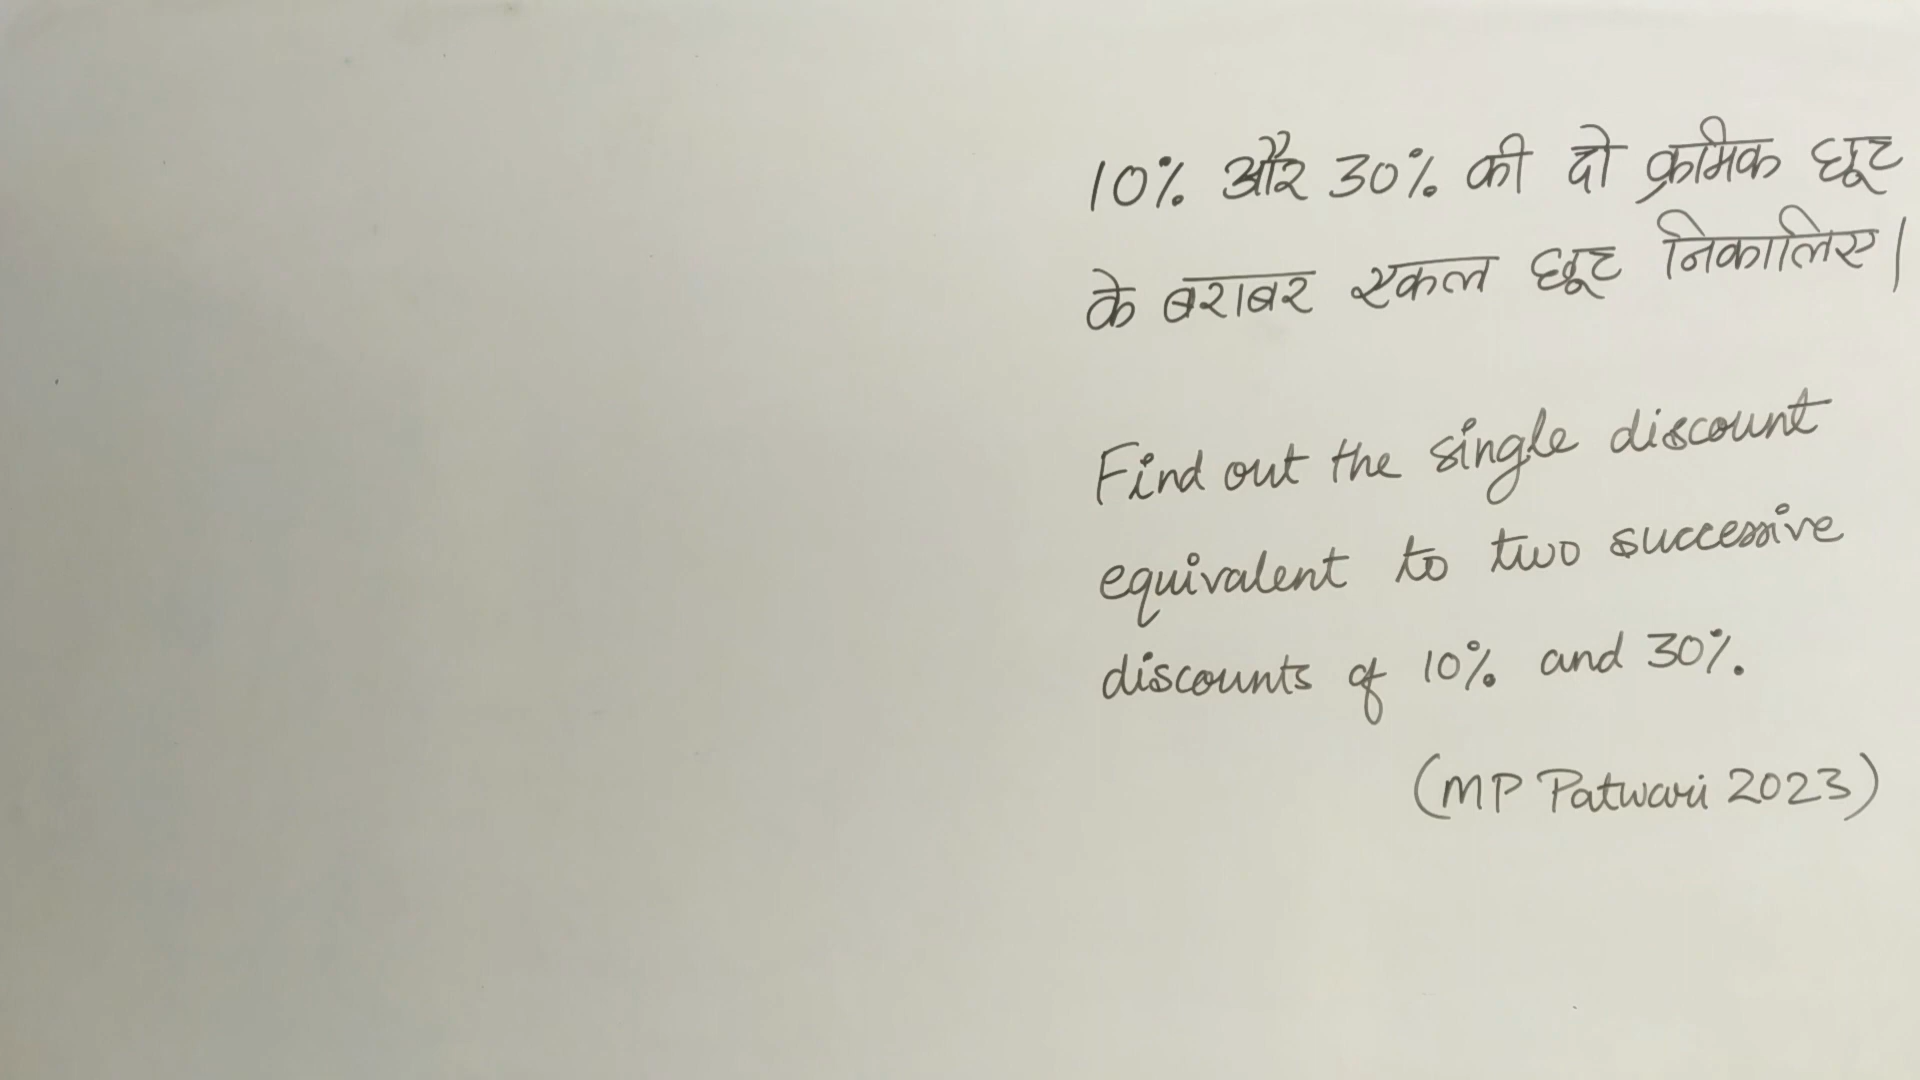 10% और 30% की दो क्रमिक छूट
के बराबर एकल छूट निकालिए।
Find out the single discount
equivalent to two successive
discounts of 10% and 30%.
(MP Patwari 2023)